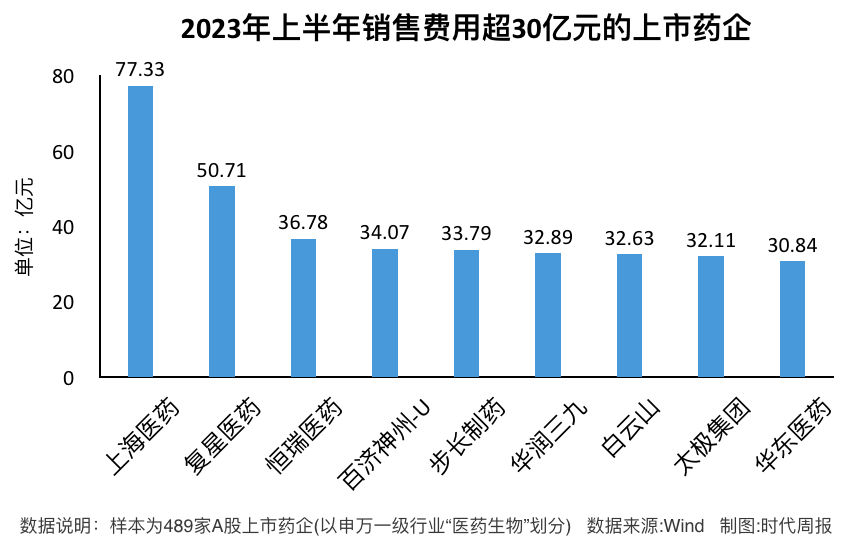 2023年上半年销售费用超30亿元的上市药企
单位：亿元
80
60
40
20
0
77.33
50.71
36.78
34.07
33.79
32.89
32.63
32.11
30.84
上海医药
复星医药
恒瑞医药
百济神州-U
步长制药
华润三九
白云山
太极集团
华东医药
数据说明：样本为489家A股上市药企(以申万一级行业“医药生物”划分) 数据来源:Wind 制图:时代周报